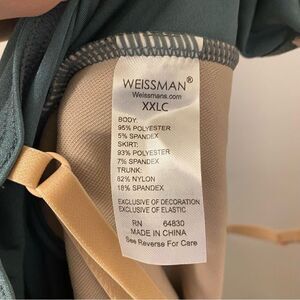 WEISSMAN®
Weissmans.com
XXLC
BODY:
95% POLYESTER
5% SPANDEX
SKIRT:
93% POLYESTER
7% SPANDEX
TRUNK:
82% NYLON
18% SPANDEX
EXCLUSIVE OF DECORATION
EXCLUSIVE OF ELASTIC
RN 64830
MADE IN CHINA
See Reverse For Care